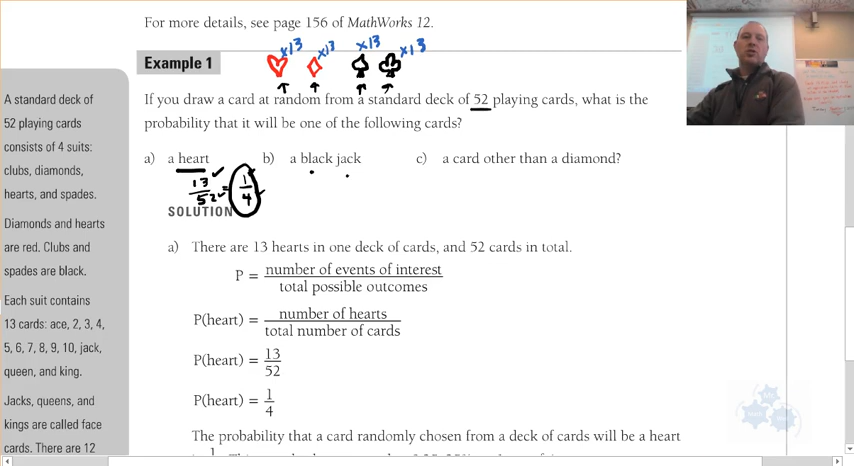 For more details, see page 156 of MathWorks 12.
Example 1
×13 ×13 ×13 ×13
If you draw a card at random from a standard deck of 52 playing cards, what is the
probability that it will be one of the following cards?
a) a heart b) a black jack c) a card other than a diamond?
13/52 = 1/4
SOLUTION
a) There are 13 hearts in one deck of cards, and 52 cards in total.
P = number of events of interest
total possible outcomes
P(heart) = number of hearts
total number of cards
P(heart) = 13/52
P(heart) = 1/4
The probability that a card randomly chosen from a deck of cards will be a heart
A standard deck of
52 playing cards
consists of 4 suits:
clubs, diamonds,
hearts, and spades.
Diamonds and hearts
are red. Clubs and
spades are black.
Each suit contains
13 cards: ace, 2, 3, 4,
5, 6, 7, 8, 9, 10, jack,
queen, and king.
Jacks, queens, and
kings are called face
cards. There are 12